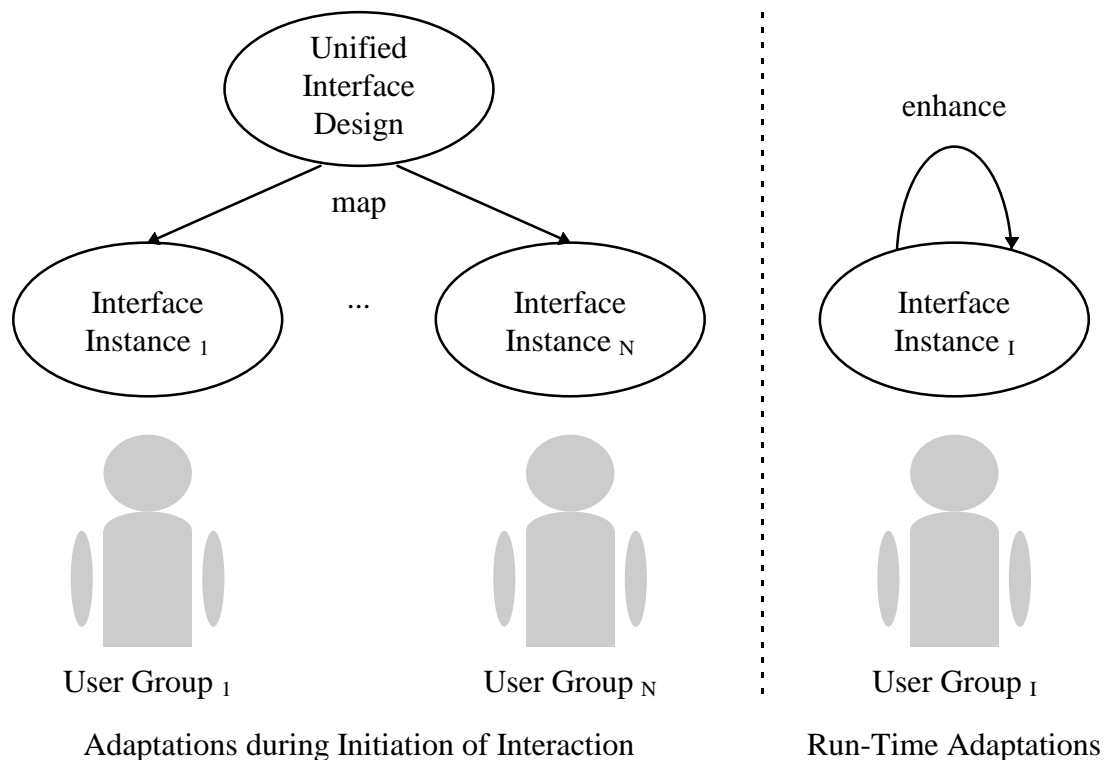 Unified
Interface
Design
map
enhance
Interface
Instance 1
...
Interface
Instance N
Interface
Instance I
User Group 1
User Group N
User Group I
Adaptations during Initiation of Interaction
Run-Time Adaptations